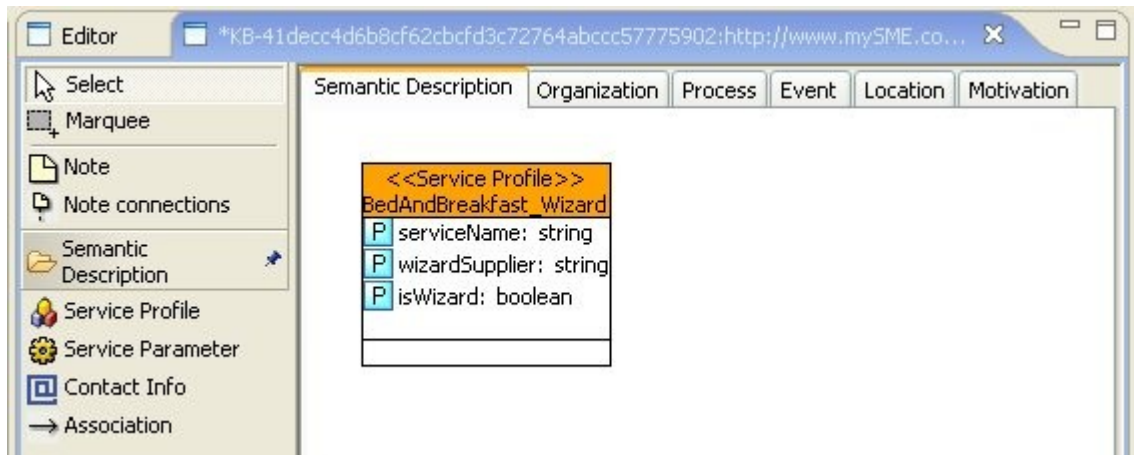 Editor
*KB-41decc4d6b8cf62cbcfd3c72764abccc57775902:http://www.mySME.co...
Select
Marquee
Note
Note connections
Semantic
Description
Service Profile
Service Parameter
Contact Info
Association
Semantic Description Organization Process Event Location Motivation
<<Service Profile>>
BedAndBreakfast_Wizard
P serviceName: string
P wizardSupplier: string
P isWizard: boolean